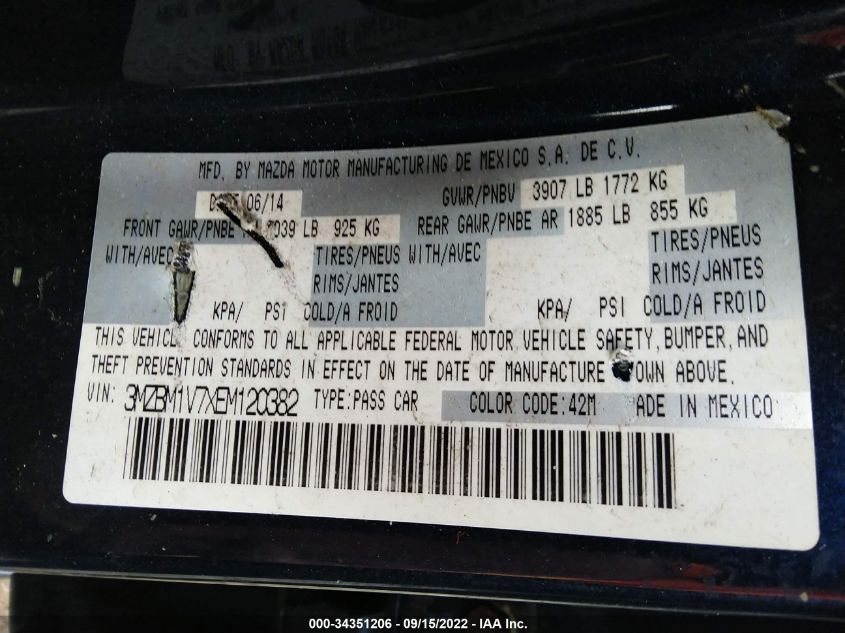 MFD. BY MAZDA MOTOR MANUFACTURING DE MEXICO S.A. DE C.V.
06/14 GVWR/PNBV 3907 LB 1772 KG
FRONT GAWR/PNBE 2039 LB 925 KG REAR GAWR/PNBE AR 1885 LB 855 KG
WITH/AVEC TIRES/PNEUS WITH/AVEC TIRES/PNEUS
RIMS/JANTES RIMS/JANTES
KPA/ PSI COLD/A FROID KPA/ PSI COLD/A FROID
THIS VEHICL CONFORMS TO ALL APPLICABLE FEDERAL MOTOR VEHICLE SAFETY, BUMPER, AND
THEFT PREVENTION STANDARDS IN EFFECT ON THE DATE OF MANUFACTURE OWN ABOVE.
VIN: 3MZBM1V7XEM120382 TYPE:PASS CAR COLOR CODE:42M ADE IN MEXICO
000-34351206 - 09/15/2022 - IAA Inc.